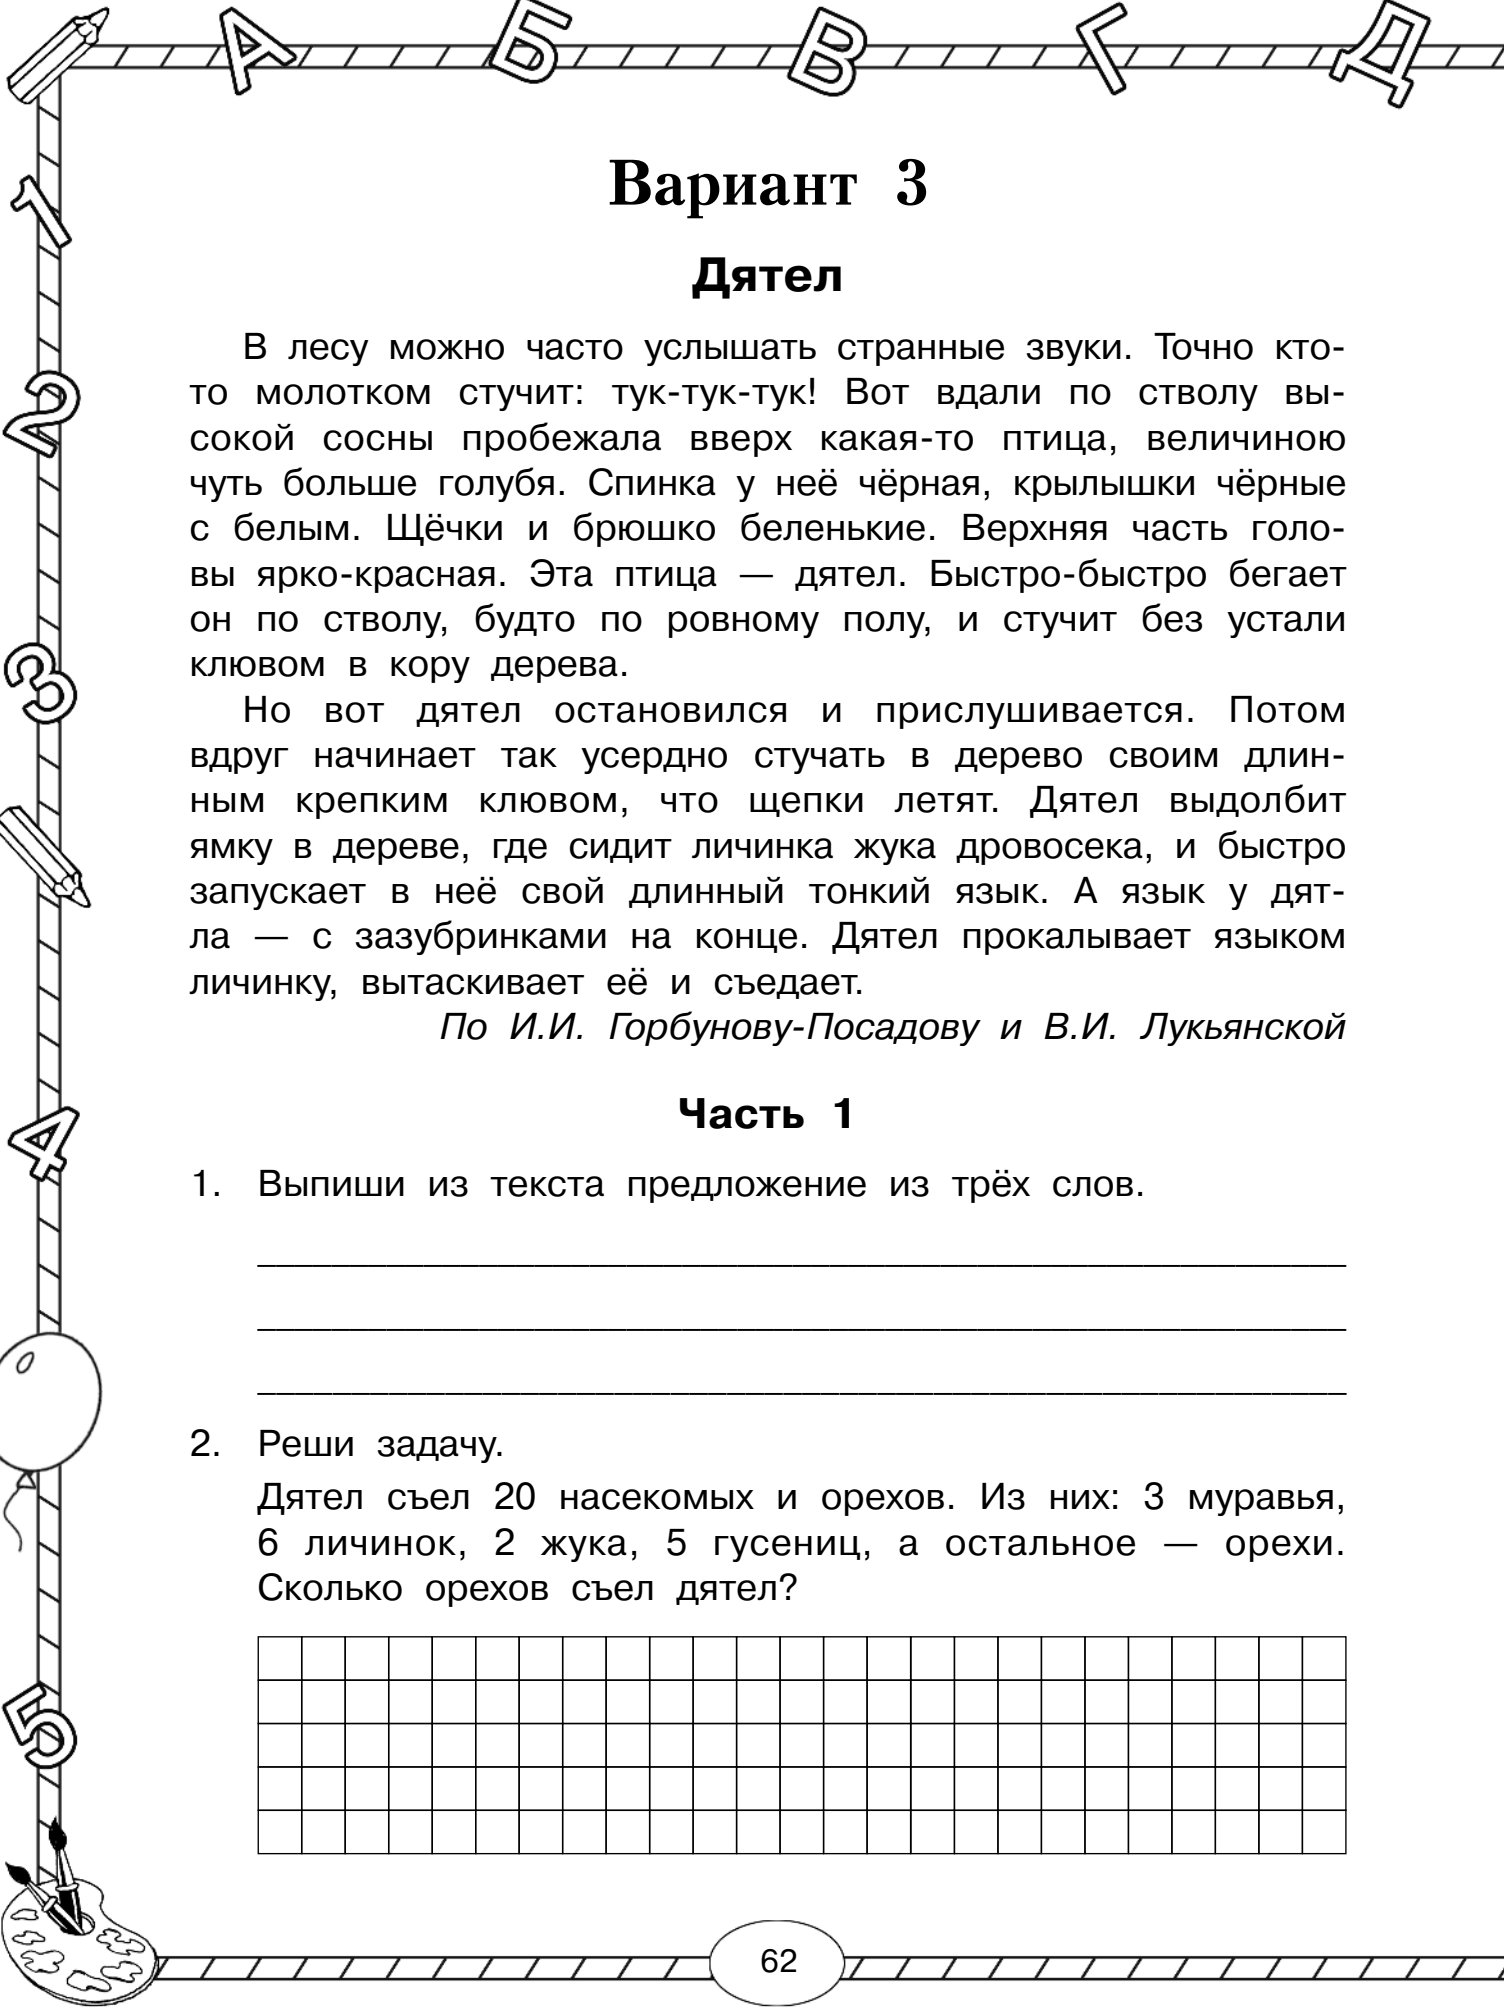 А Б В Г Д
Вариант 3
Дятел
В лесу можно часто услышать странные звуки. Точно кто-
то молотком стучит: тук-тук-тук! Вот вдали по стволу вы-
сокой сосны пробежала вверх какая-то птица, величиною
чуть больше голубя. Спинка у неё чёрная, крылышки чёрные
с белым. Щёчки и брюшко беленькие. Верхняя часть голо-
вы ярко-красная. Эта птица — дятел. Быстро-быстро бегает
он по стволу, будто по ровному полу, и стучит без устали
клювом в кору дерева.
Но вот дятел остановился и прислушивается. Потом
вдруг начинает так усердно стучать в дерево своим длин-
ным крепким клювом, что щепки летят. Дятел выдолбит
ямку в дереве, где сидит личинка жука дровосека, и быстро
запускает в неё свой длинный тонкий язык. А язык у дят-
ла — с зазубринками на конце. Дятел прокалывает языком
личинку, вытаскивает её и съедает.
По И.И. Горбунову-Посадову и В.И. Лукьянской
Часть 1
1. Выпиши из текста предложение из трёх слов.
2. Реши задачу.
Дятел съел 20 насекомых и орехов. Из них: 3 муравья,
6 личинок, 2 жука, 5 гусениц, а остальное — орехи.
Сколько орехов съел дятел?
1
2
3
4
5
62